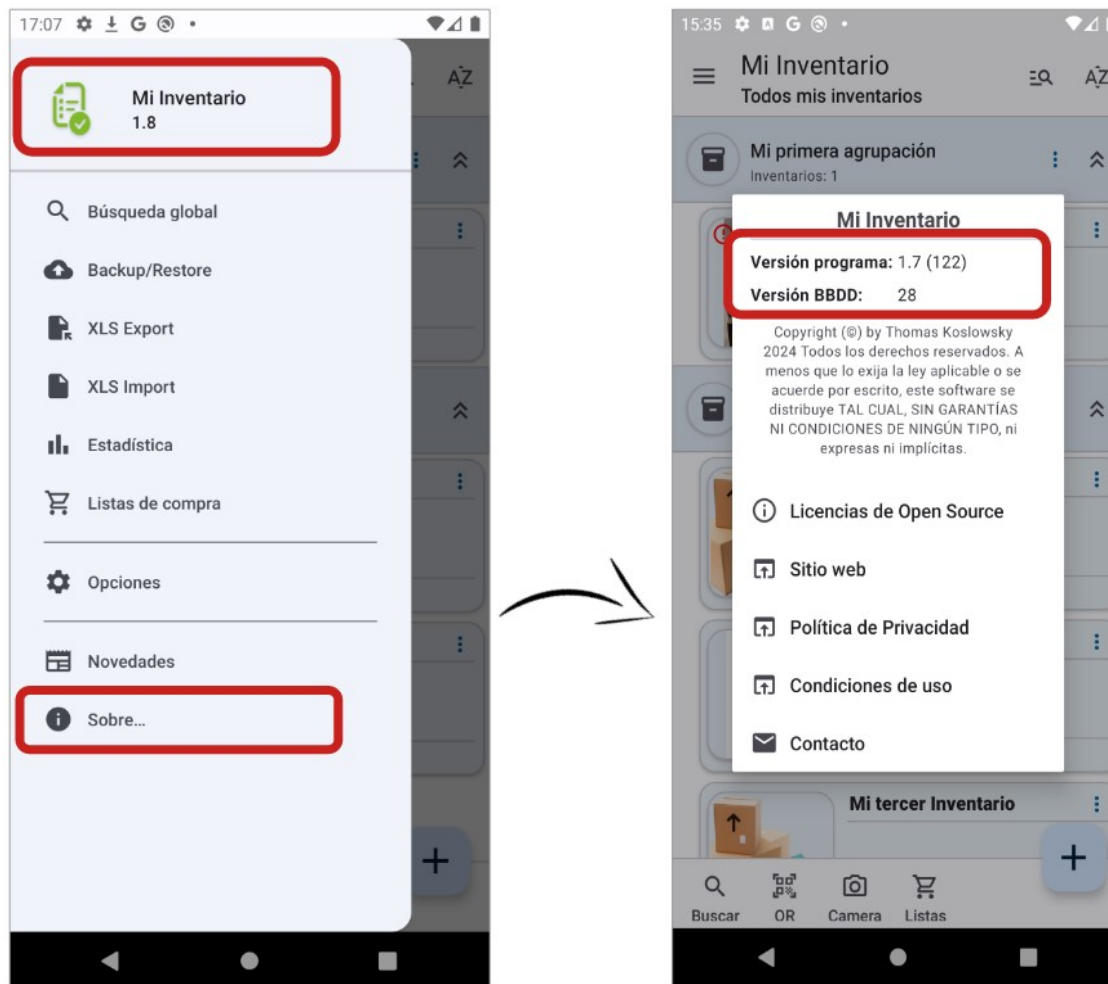 17:07
Mi Inventario
1.8
AZ
Búsqueda global
Backup/Restore
XLS Export
XLS Import
Estadística
Listas de compra
Opciones
Novedades
Sobre...
15:35
Mi Inventario
Todos mis inventarios
AZ
Mi primera agrupación
Inventarios: 1
Mi Inventario
Versión programa: 1.7 (122)
Versión BBDD: 28
Copyright (©) by Thomas Koslowsky
2024 Todos los derechos reservados. A
menos que lo exija la ley aplicable o se
acuerde por escrito, este software se
distribuye TAL CUAL, SIN GARANTÍAS
NI CONDICIONES DE NINGÚN TIPO, ni
expresas ni implícitas.
Licencias de Open Source
Sitio web
Política de Privacidad
Condiciones de uso
Contacto
Mi tercer Inventario
Buscar QR Camera Listas